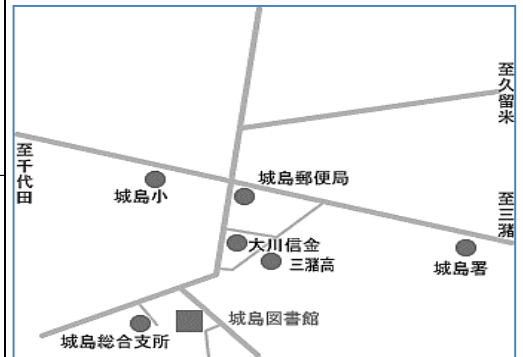 至久留米
至千代田
城島小
城島郵便局
至三潴
大川信金
三潴高
城島署
城島図書館
城島総合支所